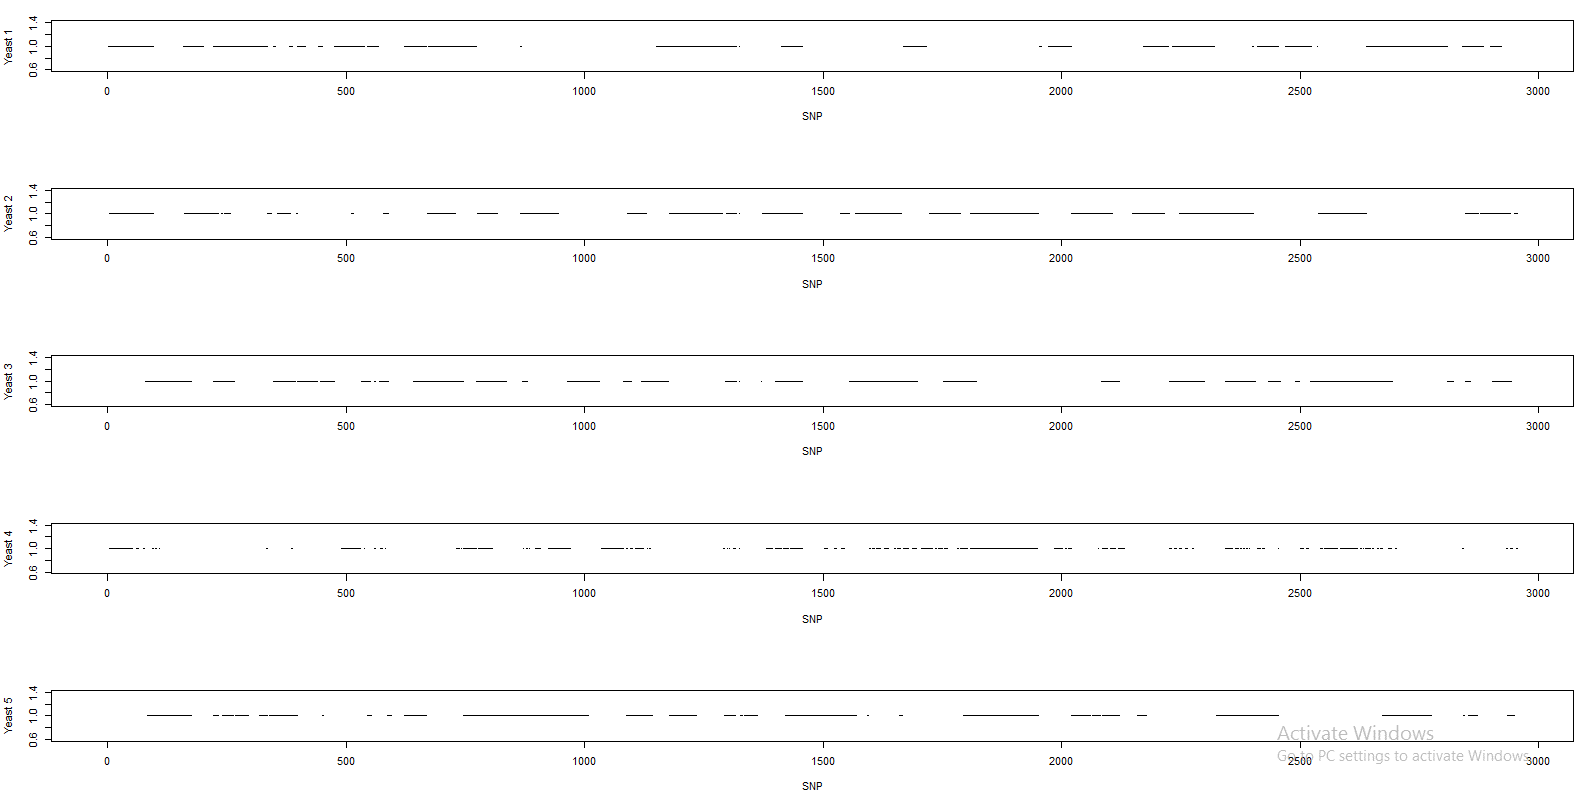 Yeast 1
0.6 1.0 1.4
0 500 1000 1500 2000 2500 3000
SNP
Yeast 2
0.6 1.0 1.4
0 500 1000 1500 2000 2500 3000
SNP
Yeast 3
0.6 1.0 1.4
0 500 1000 1500 2000 2500 3000
SNP
Yeast 4
0.6 1.0 1.4
0 500 1000 1500 2000 2500 3000
SNP
Yeast 5
0.6 1.0 1.4
Activate Windows
Go to PC settings to activate Windows.
0 500 1000 1500 2000 2500 3000
SNP